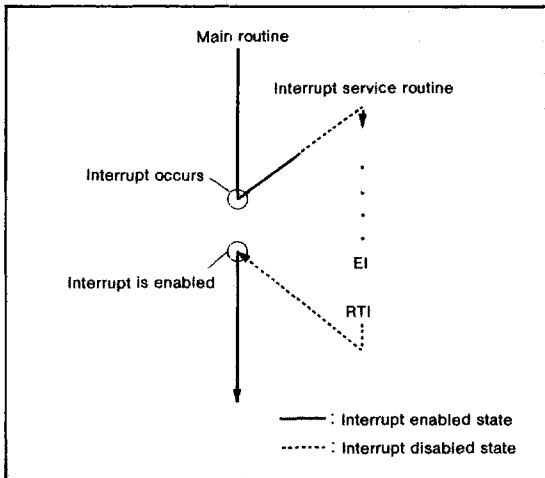 Main routine
Interrupt service routine
Interrupt occurs
EI
Interrupt is enabled
RTI
: Interrupt enabled state
: Interrupt disabled state